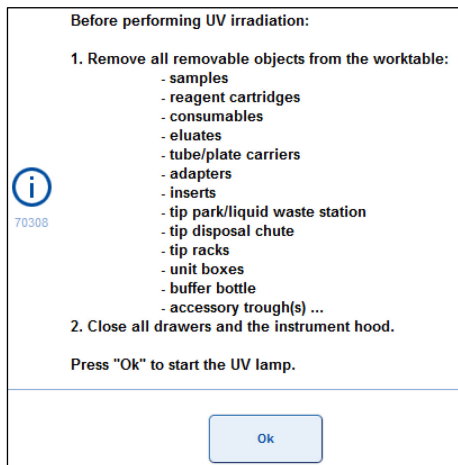 Before performing UV irradiation:
1. Remove all removable objects from the worktable:
- samples
- reagent cartridges
- consumables
- eluates
- tube/plate carriers
- adapters
- inserts
- tip park/liquid waste station
- tip disposal chute
- tip racks
- unit boxes
- buffer bottle
- accessory trough(s) ...
2. Close all drawers and the instrument hood.
Press "Ok" to start the UV lamp.
i
70308
Ok